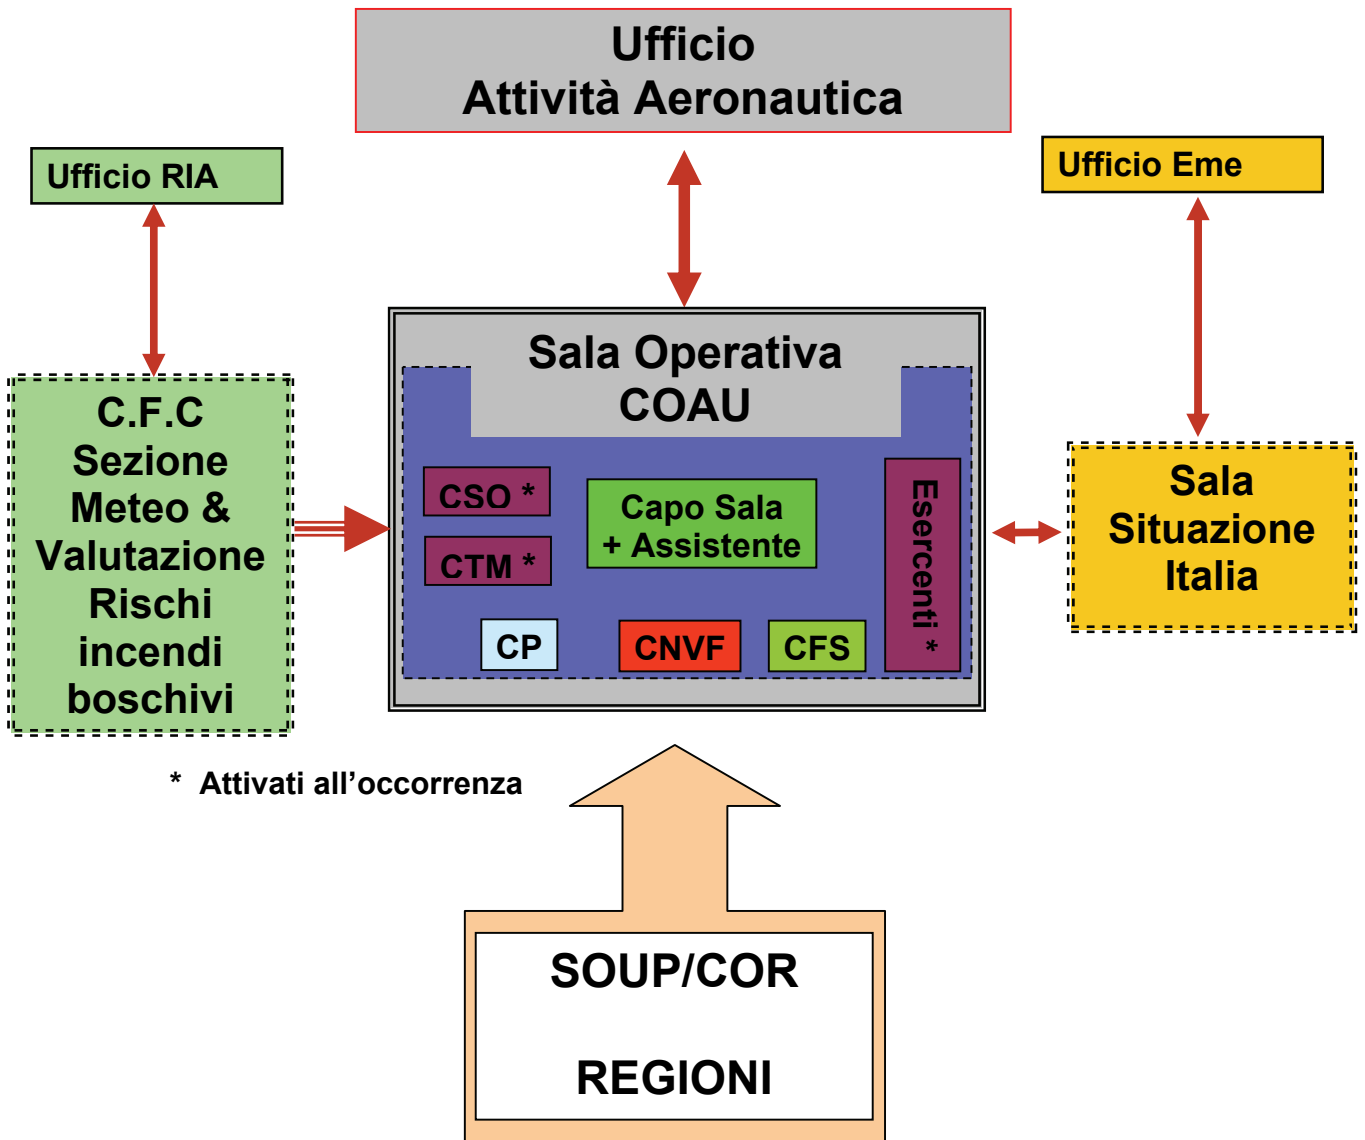 Ufficio
Attività Aeronautica
Ufficio RIA
Ufficio Eme
Sala Operativa
COAU
C.F.C
Sezione
Meteo &
Valutazione
Rischi
incendi
boschivi
CSO *
CTM *
Capo Sala
+ Assistente
Esercenti *
CP
CNVF
CFS
Sala
Situazione
Italia
* Attivati all’occorrenza
SOUP/COR
REGIONI